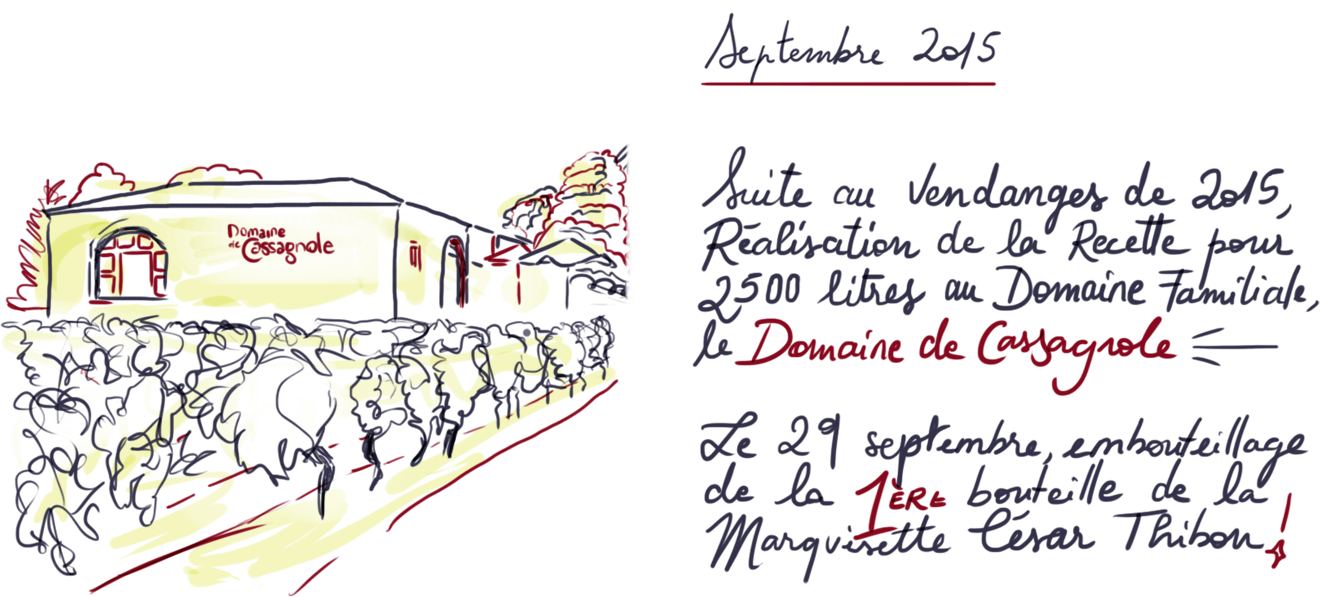 Septembre 2015
Domaine
de Cassagnole
Suite au Vendanges de 2015,
Réalisation de la Recette pour
2500 litres au Domaine Familiale,
le Domaine de Cassagnole
Le 29 septembre, embouteillage
de la 1ÈRE bouteille de la
Marquisette César Thibon!